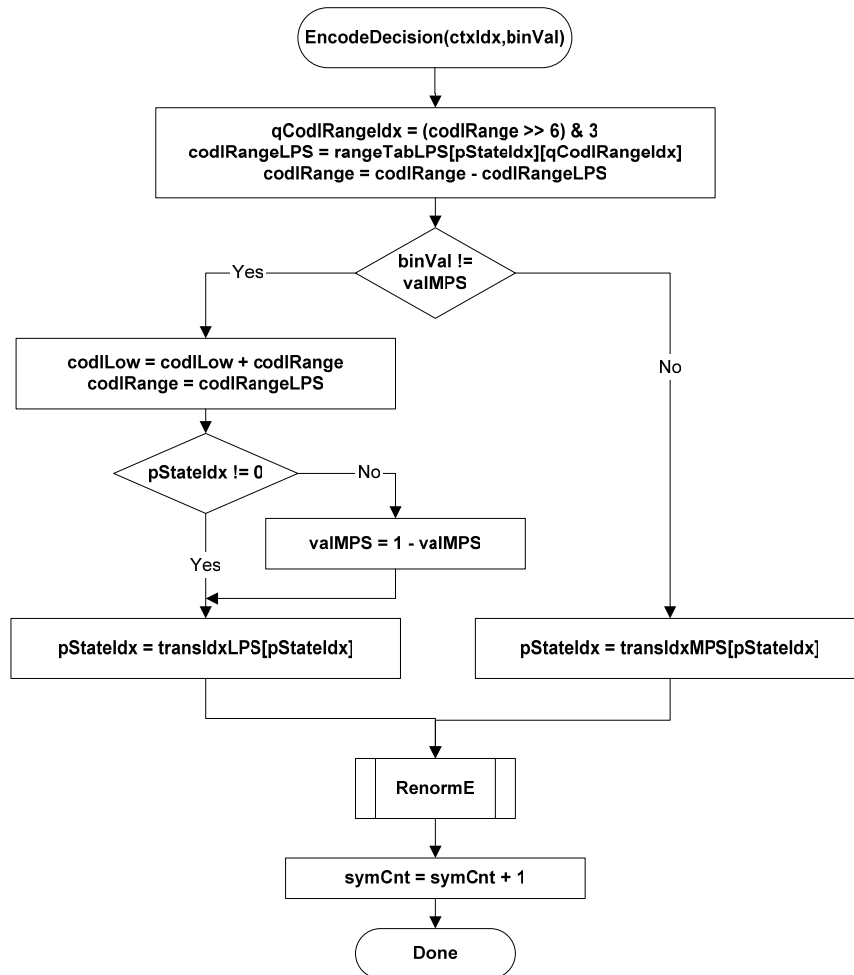 EncodeDecision(ctxIdx,binVal)
qCodIRangeIdx = (codIRange >> 6) & 3
codIRangeLPS = rangeTabLPS[pStateIdx][qCodIRangeIdx]
codIRange = codIRange - codIRangeLPS
binVal !=
valMPS
Yes
No
codILow = codILow + codIRange
codIRange = codIRangeLPS
pStateIdx != 0
No
valMPS = 1 - valMPS
Yes
pStateIdx = transIdxLPS[pStateIdx]
pStateIdx = transIdxMPS[pStateIdx]
RenormE
symCnt = symCnt + 1
Done